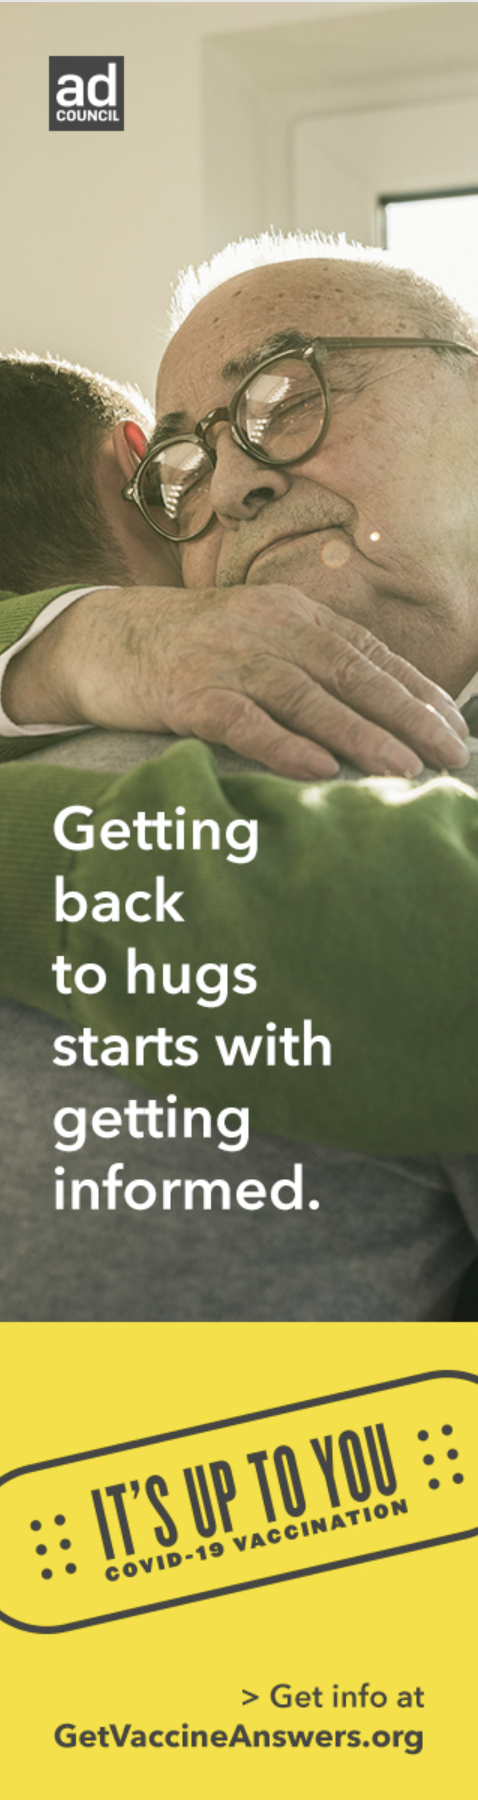 ad
COUNCIL
Getting
back
to hugs
starts with
getting
informed.
IT'S UP TO YOU
COVID-19 VACCINATION
> Get info at
GetVaccineAnswers.org